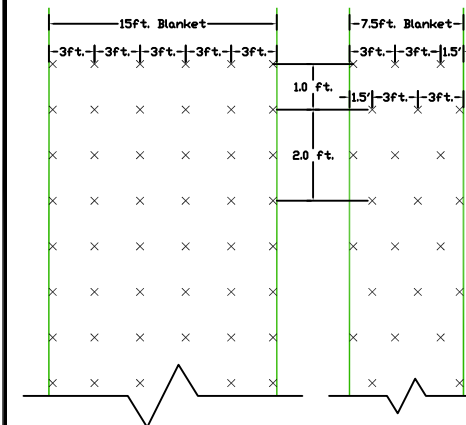 15ft. Blanket
7.5ft. Blanket
3ft. 3ft. 3ft. 3ft. 3ft.
3ft. 3ft. 1.5'
1.0 ft.
1.5' 3ft. 3ft.
2.0 ft.